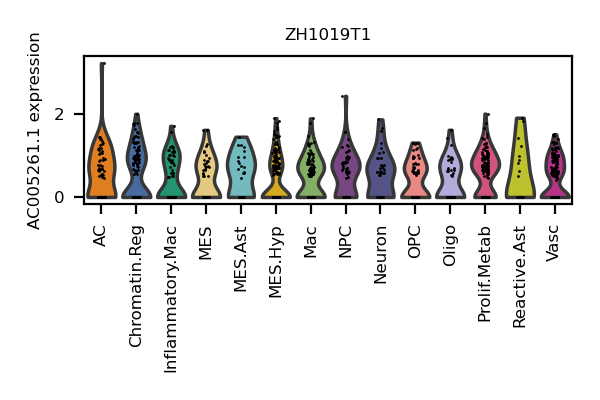 ZH1019T1
AC005261.1 expression
2
0
AC
Chromatin.Reg
Inflammatory.Mac
MES
MES.Ast
MES.Hyp
Mac
NPC
Neuron
OPC
Oligo
Prolif.Metab
Reactive.Ast
Vasc